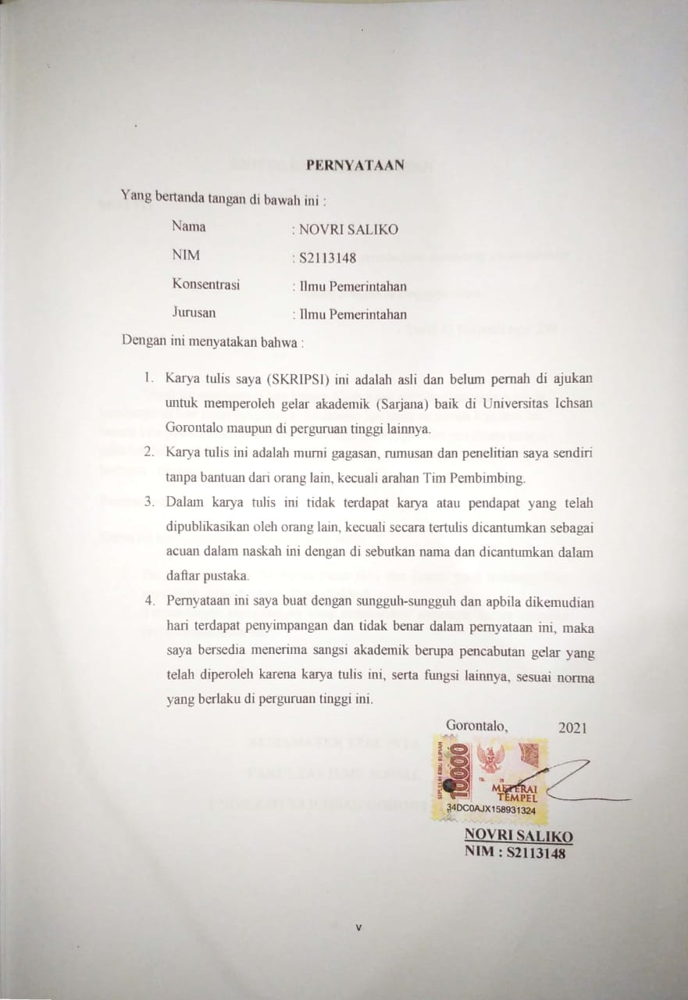 PERNYATAAN
Yang bertanda tangan di bawah ini :
Nama : NOVRI SALIKO
NIM : S2113148
Konsentrasi : Ilmu Pemerintahan
Jurusan : Ilmu Pemerintahan
Dengan ini menyatakan bahwa :
1. Karya tulis saya (SKRIPSI) ini adalah asli dan belum pernah di ajukan
untuk memperoleh gelar akademik (Sarjana) baik di Universitas Ichsan
Gorontalo maupun di perguruan tinggi lainnya.
2. Karya tulis ini adalah murni gagasan, rumusan dan penelitian saya sendiri
tanpa bantuan dari orang lain, kecuali arahan Tim Pembimbing.
3. Dalam karya tulis ini tidak terdapat karya atau pendapat yang telah
dipublikasikan oleh orang lain, kecuali secara tertulis dicantumkan sebagai
acuan dalam naskah ini dengan di sebutkan nama dan dicantumkan dalam
daftar pustaka.
4. Pernyataan ini saya buat dengan sungguh-sungguh dan apbila dikemudian
hari terdapat penyimpangan dan tidak benar dalam pernyataan ini, maka
saya bersedia menerima sangsi akademik berupa pencabutan gelar yang
telah diperoleh karena karya tulis ini, serta fungsi lainnya, sesuai norma
yang berlaku di perguruan tinggi ini.
Gorontalo, 2021
SEPULUH RIBU RUPIAH
10000
TGL. 20
METERAI
TEMPEL
34DC0AJX158931324
NOVRI SALIKO
NIM : S2113148
v